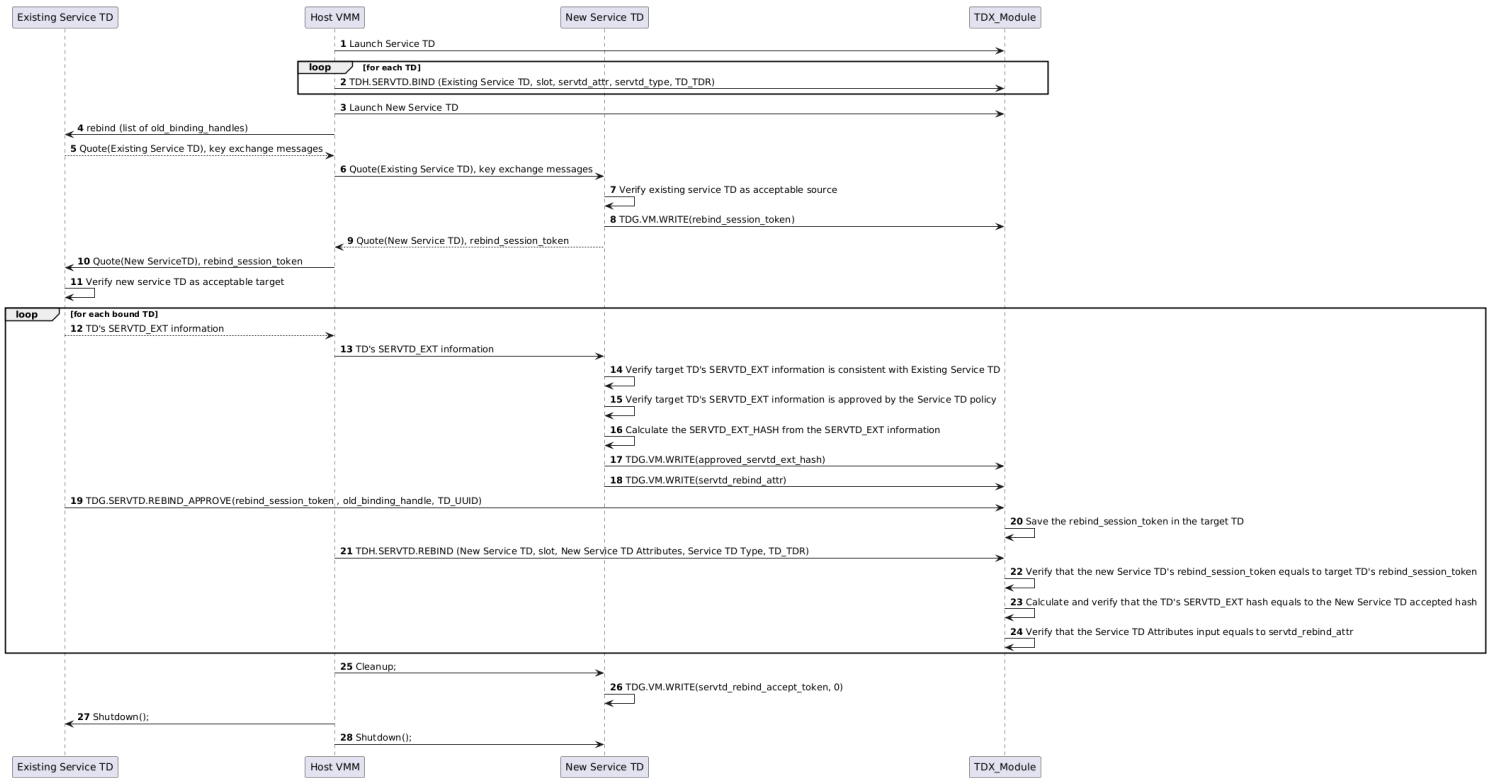 Existing Service TD
Host VMM
New Service TD
TDX_Module
1 Launch Service TD
loop [for each TD]
2 TDH.SERVTD.BIND (Existing Service TD, slot, servtd_attr, servtd_type, TD_TDR)
3 Launch New Service TD
4 rebind (list of old_binding_handles)
5 Quote(Existing Service TD), key exchange messages
6 Quote(Existing Service TD), key exchange messages
7 Verify existing service TD as acceptable source
8 TDG.VM.WRITE(rebind_session_token)
9 Quote(New Service TD), rebind_session_token
10 Quote(New ServiceTD), rebind_session_token
11 Verify new service TD as acceptable target
loop [for each bound TD]
12 TD's SERVTD_EXT information
13 TD's SERVTD_EXT information
14 Verify target TD's SERVTD_EXT information is consistent with Existing Service TD
15 Verify target TD's SERVTD_EXT information is approved by the Service TD policy
16 Calculate the SERVTD_EXT_HASH from the SERVTD_EXT information
17 TDG.VM.WRITE(approved_servtd_ext_hash)
18 TDG.VM.WRITE(servtd_rebind_attr)
19 TDG.SERVTD.REBIND_APPROVE(rebind_session_token , old_binding_handle, TD_UUID)
20 Save the rebind_session_token in the target TD
21 TDH.SERVTD.REBIND (New Service TD, slot, New Service TD Attributes, Service TD Type, TD_TDR)
22 Verify that the new Service TD's rebind_session_token equals to target TD's rebind_session_token
23 Calculate and verify that the TD's SERVTD_EXT hash equals to the New Service TD accepted hash
24 Verify that the Service TD Attributes input equals to servtd_rebind_attr
25 Cleanup;
26 TDG.VM.WRITE(servtd_rebind_accept_token, 0)
27 Shutdown();
28 Shutdown();
Existing Service TD
Host VMM
New Service TD
TDX_Module